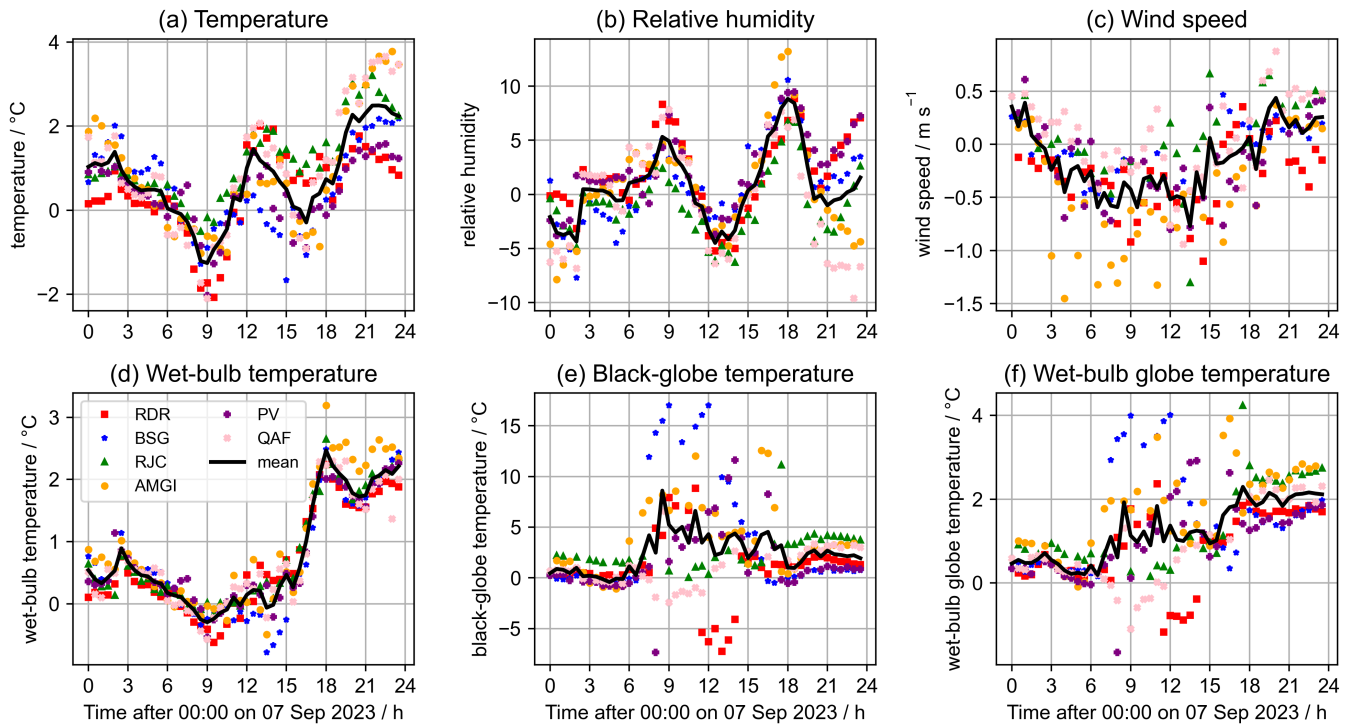 (a) Temperature
(b) Relative humidity
(c) Wind speed
temperature / °C
4
2
0
−2
0 3 6 9 12 15 18 21 24
relative humidity
10
5
0
−5
−10
0 3 6 9 12 15 18 21 24
wind speed / m s⁻¹
0.5
0.0
−0.5
−1.0
−1.5
0 3 6 9 12 15 18 21 24
(d) Wet-bulb temperature
(e) Black-globe temperature
(f) Wet-bulb globe temperature
wet-bulb temperature / °C
3
2
1
0
RDR
BSG
RJC
AMGI
PV
QAF
mean
0 3 6 9 12 15 18 21 24
Time after 00:00 on 07 Sep 2023 / h
black-globe temperature / °C
15
10
5
0
−5
0 3 6 9 12 15 18 21 24
Time after 00:00 on 07 Sep 2023 / h
wet-bulb globe temperature / °C
4
2
0
0 3 6 9 12 15 18 21 24
Time after 00:00 on 07 Sep 2023 / h